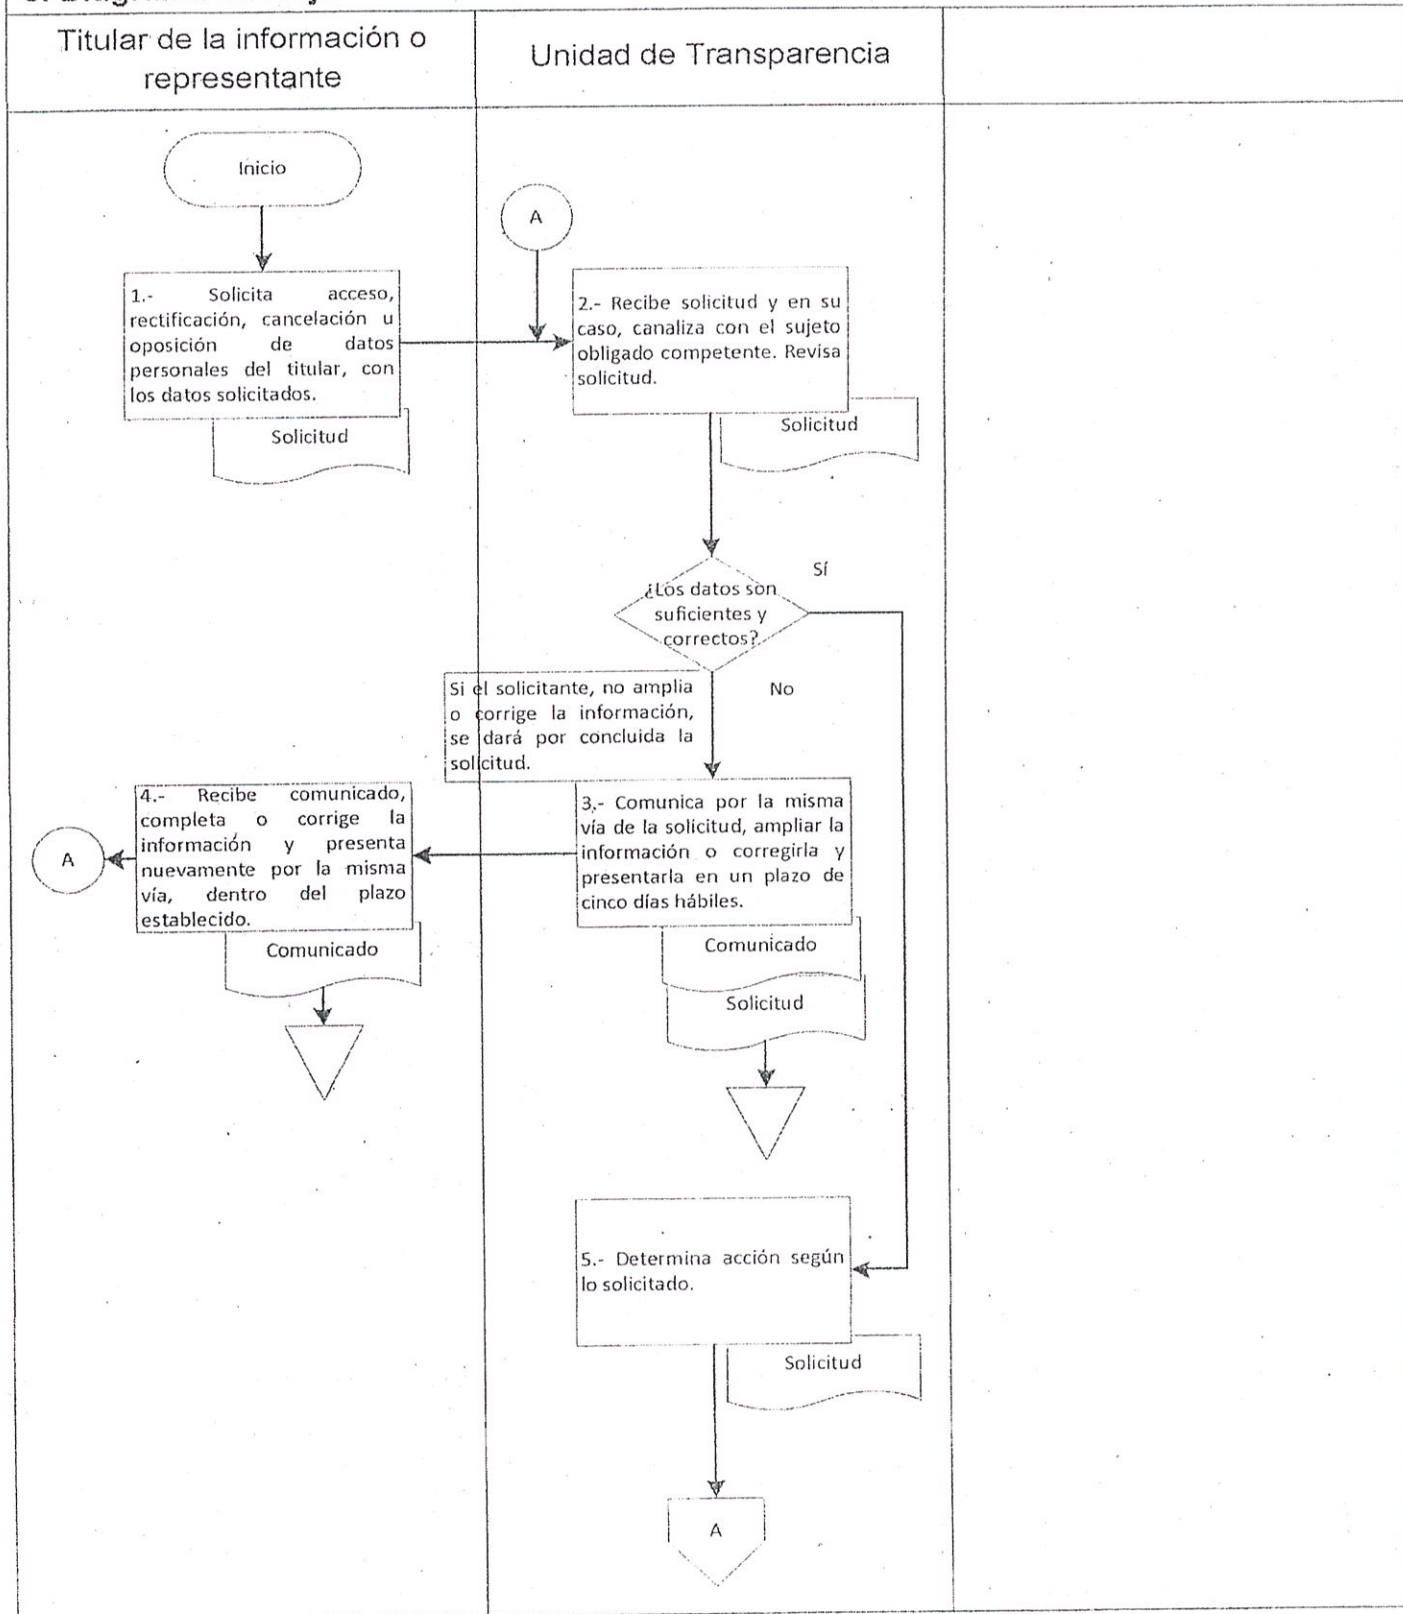 Titular de la información o
representante
Unidad de Transparencia
Inicio
A
1.- Solicita acceso,
rectificación, cancelación u
oposición de datos
personales del titular, con
los datos solicitados.
Solicitud
2.- Recibe solicitud y en su
caso, canaliza con el sujeto
obligado competente. Revisa
solicitud.
Solicitud
¿Los datos son
suficientes y
correctos?
Sí
No
Si el solicitante, no amplia
o corrige la información,
se dará por concluida la
solicitud.
3.- Comunica por la misma
vía de la solicitud, ampliar la
información o corregirla y
presentarla en un plazo de
cinco días hábiles.
Comunicado
Solicitud
4.- Recibe comunicado,
completa o corrige la
información y presenta
nuevamente por la misma
vía, dentro del plazo
establecido.
Comunicado
A
5.- Determina acción según
lo solicitado.
Solicitud
A